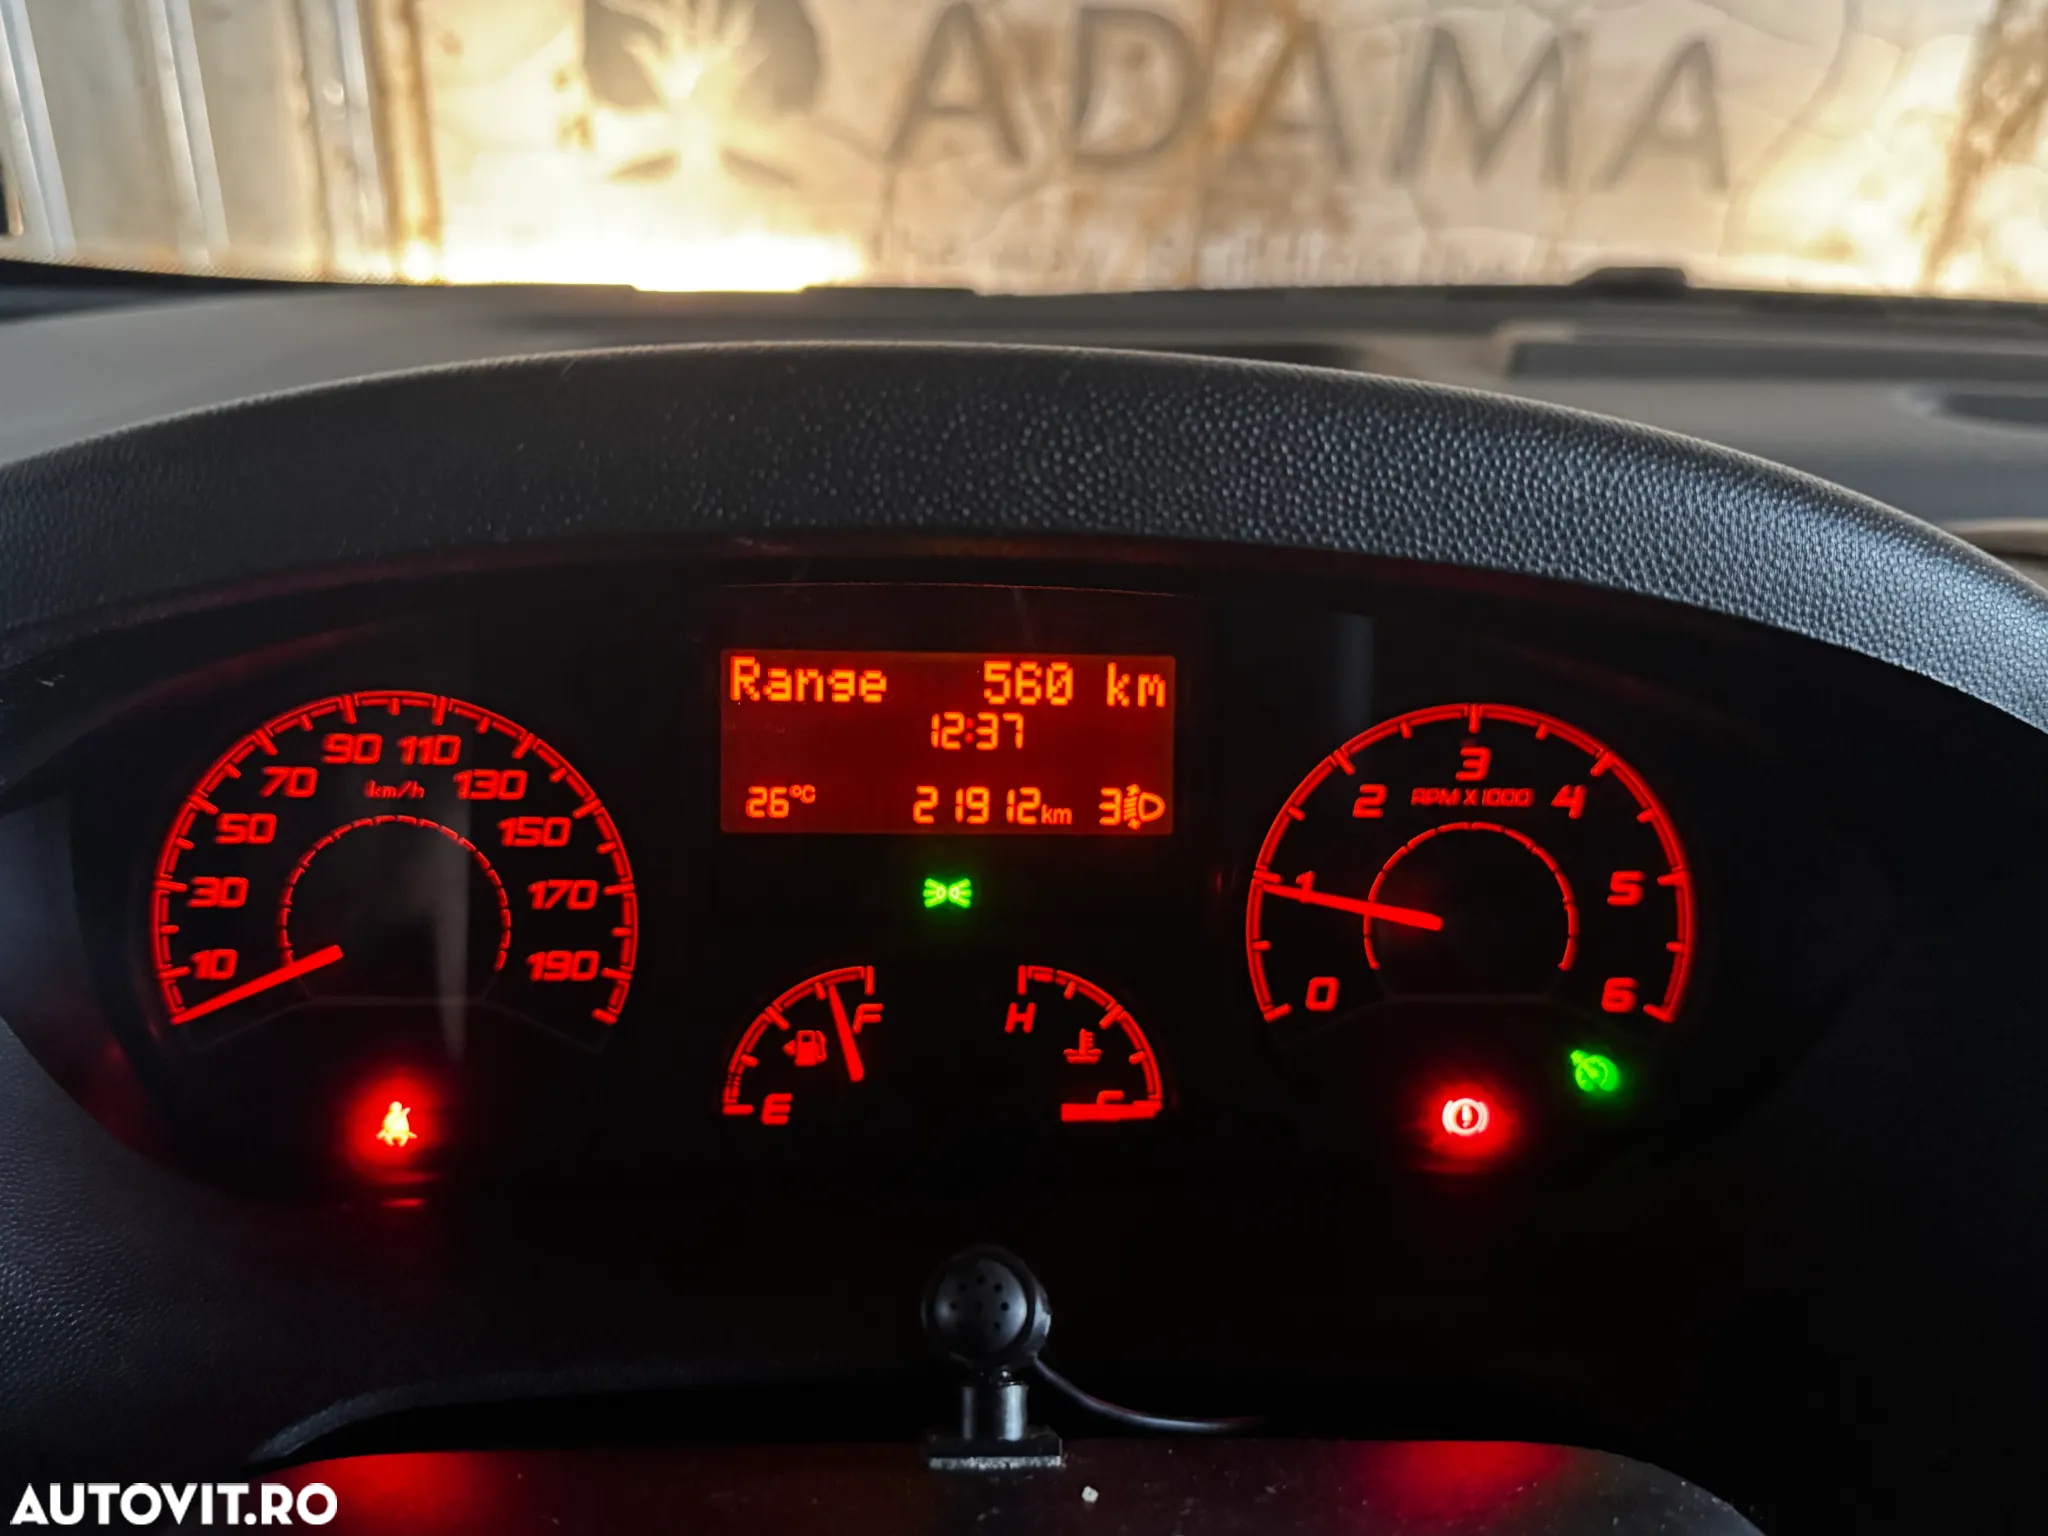 ADAMA
Range 560 km
12:37
26°C 21912km 3
10 30 50 70 90 110 130 150 170 190
km/h
0 1 2 3 4 5 6
RPM X 1000
E F
H C
AUTOVIT.RO